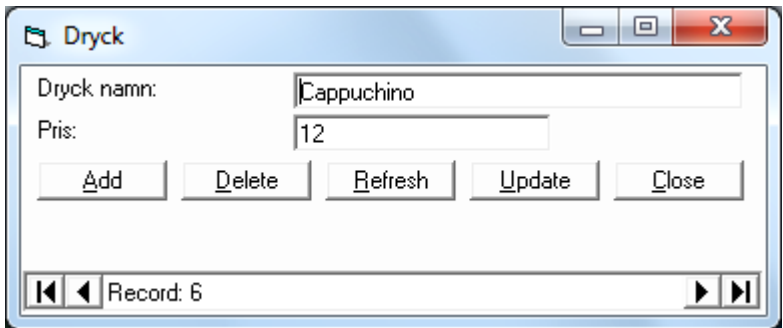 Dryck
Dryck namn: Cappuchino
Pris: 12
Add Delete Refresh Update Close
Record: 6